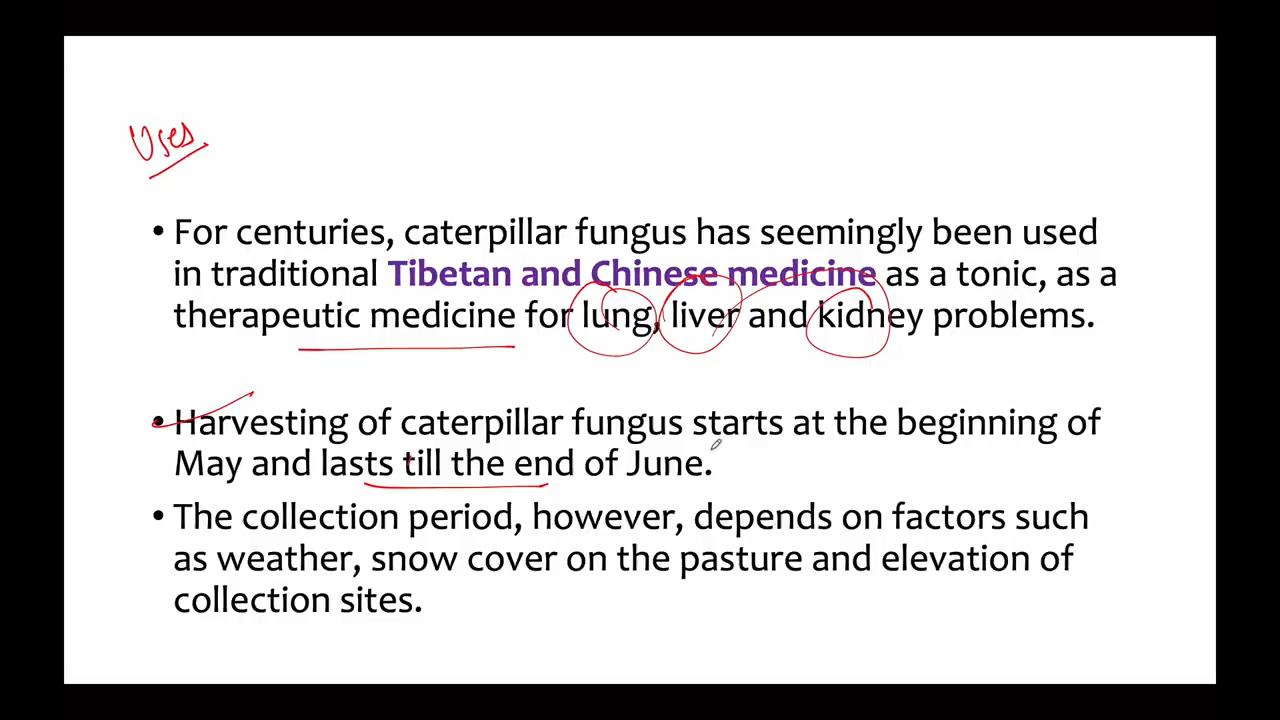 Uses
• For centuries, caterpillar fungus has seemingly been used
in traditional Tibetan and Chinese medicine as a tonic, as a
therapeutic medicine for lung, liver and kidney problems.
• Harvesting of caterpillar fungus starts at the beginning of
May and lasts till the end of June.
• The collection period, however, depends on factors such
as weather, snow cover on the pasture and elevation of
collection sites.